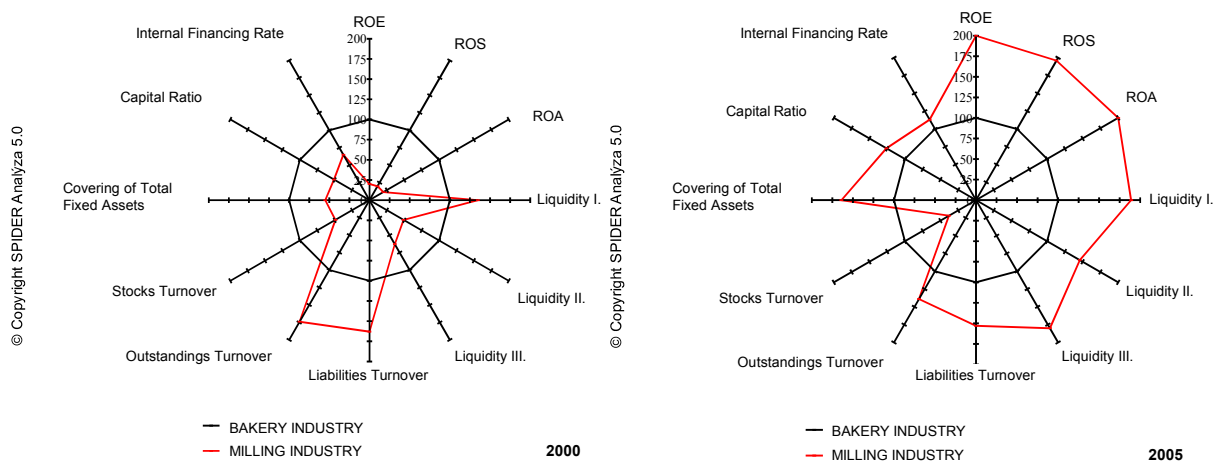 ROE
200
175
150
125
100
50
25
ROS
ROA
Liquidity I.
Liquidity II.
Liquidity III.
Liabilities Turnover
Outstandings Turnover
Stocks Turnover
Covering of Total
Fixed Assets
Capital Ratio
Internal Financing Rate
© Copyright SPIDER Analýza 5.0
BAKERY INDUSTRY
MILLING INDUSTRY
2000
ROE
200
175
150
125
100
50
25
ROS
ROA
Liquidity I.
Liquidity II.
Liquidity III.
Liabilities Turnover
Outstandings Turnover
Stocks Turnover
Covering of Total
Fixed Assets
Capital Ratio
Internal Financing Rate
© Copyright SPIDER Analýza 5.0
BAKERY INDUSTRY
MILLING INDUSTRY
2005